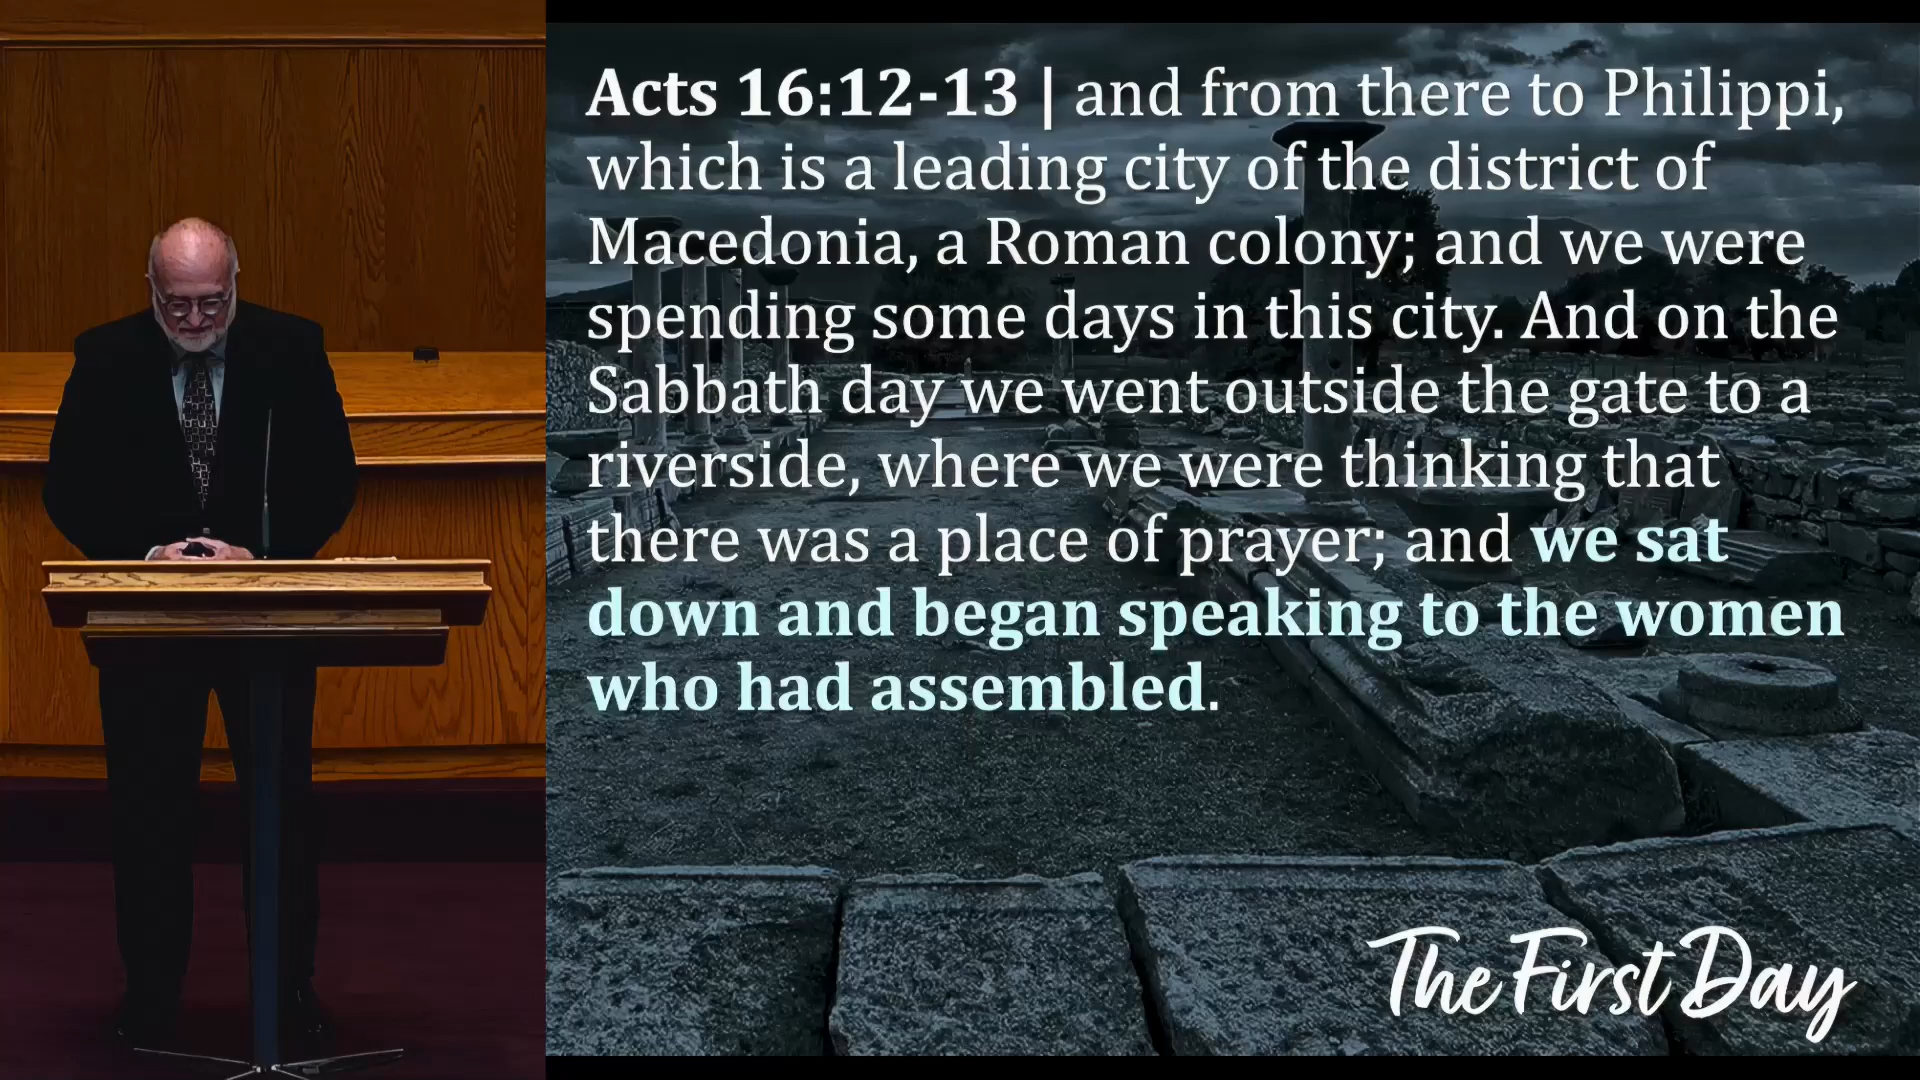 Acts 16:12-13 | and from there to Philippi,
which is a leading city of the district of
Macedonia, a Roman colony; and we were
spending some days in this city. And on the
Sabbath day we went outside the gate to a
riverside, where we were thinking that
there was a place of prayer; and we sat
down and began speaking to the women
who had assembled.
The First Day